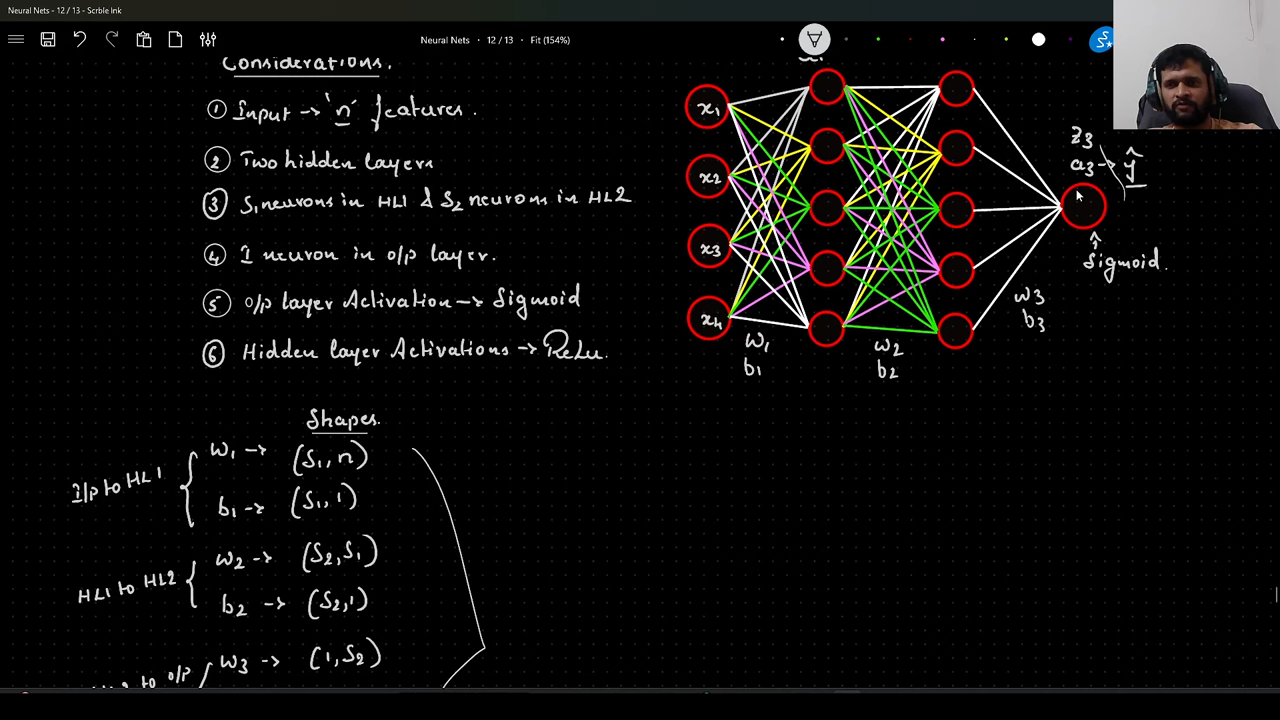 Neural Nets - 12 / 13 - Scrble Ink
Neural Nets • 12 / 13 • Fit (154%)
Considerations.
① Input → 'n' features.
② Two hidden layers
③ S₁ neurons in HL1 & S₂ neurons in HL2
④ 1 neuron in o/p layer.
⑤ o/p layer Activation → Sigmoid
⑥ Hidden layer Activations → ReLu.
x₁
x₂
x₃
x₄
w₁
b₁
w₂
b₂
w₃
b₃
z₃
a₃ → ŷ
Sigmoid.
Shapes.
I/p to HL1
w₁ → (S₁, n)
b₁ → (S₁, 1)
HL1 to HL2
w₂ → (S₂, S₁)
b₂ → (S₂, 1)
to o/p
w₃ → (1, S₂)